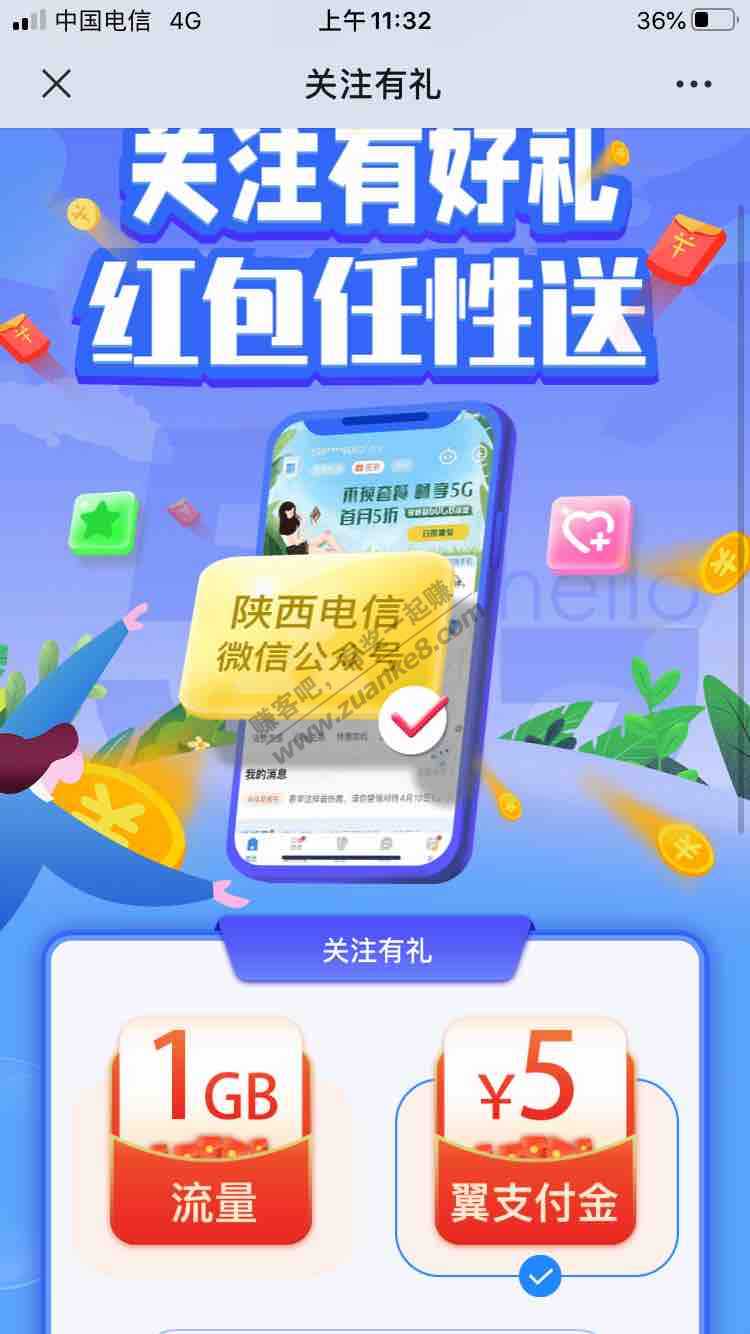 中国电信 4G 上午11:32 36%
关注有礼
关注有好礼
红包任性送
雨换套餐 畅享5G
首月5折
hello
陕西电信
微信公众号
赚客吧,有奖一起赚
www.zuanke8.com
我的消息
关注有礼
1GB
流量
¥5
翼支付金